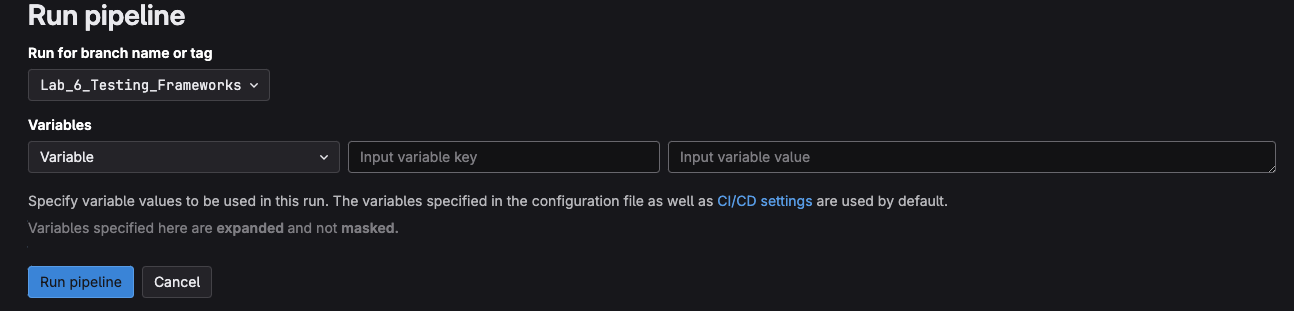 Run pipeline
Run for branch name or tag
Lab_6_Testing_Frameworks
Variables
Variable Input variable key Input variable value
Specify variable values to be used in this run. The variables specified in the configuration file as well as CI/CD settings are used by default.
Variables specified here are expanded and not masked.
Run pipeline Cancel